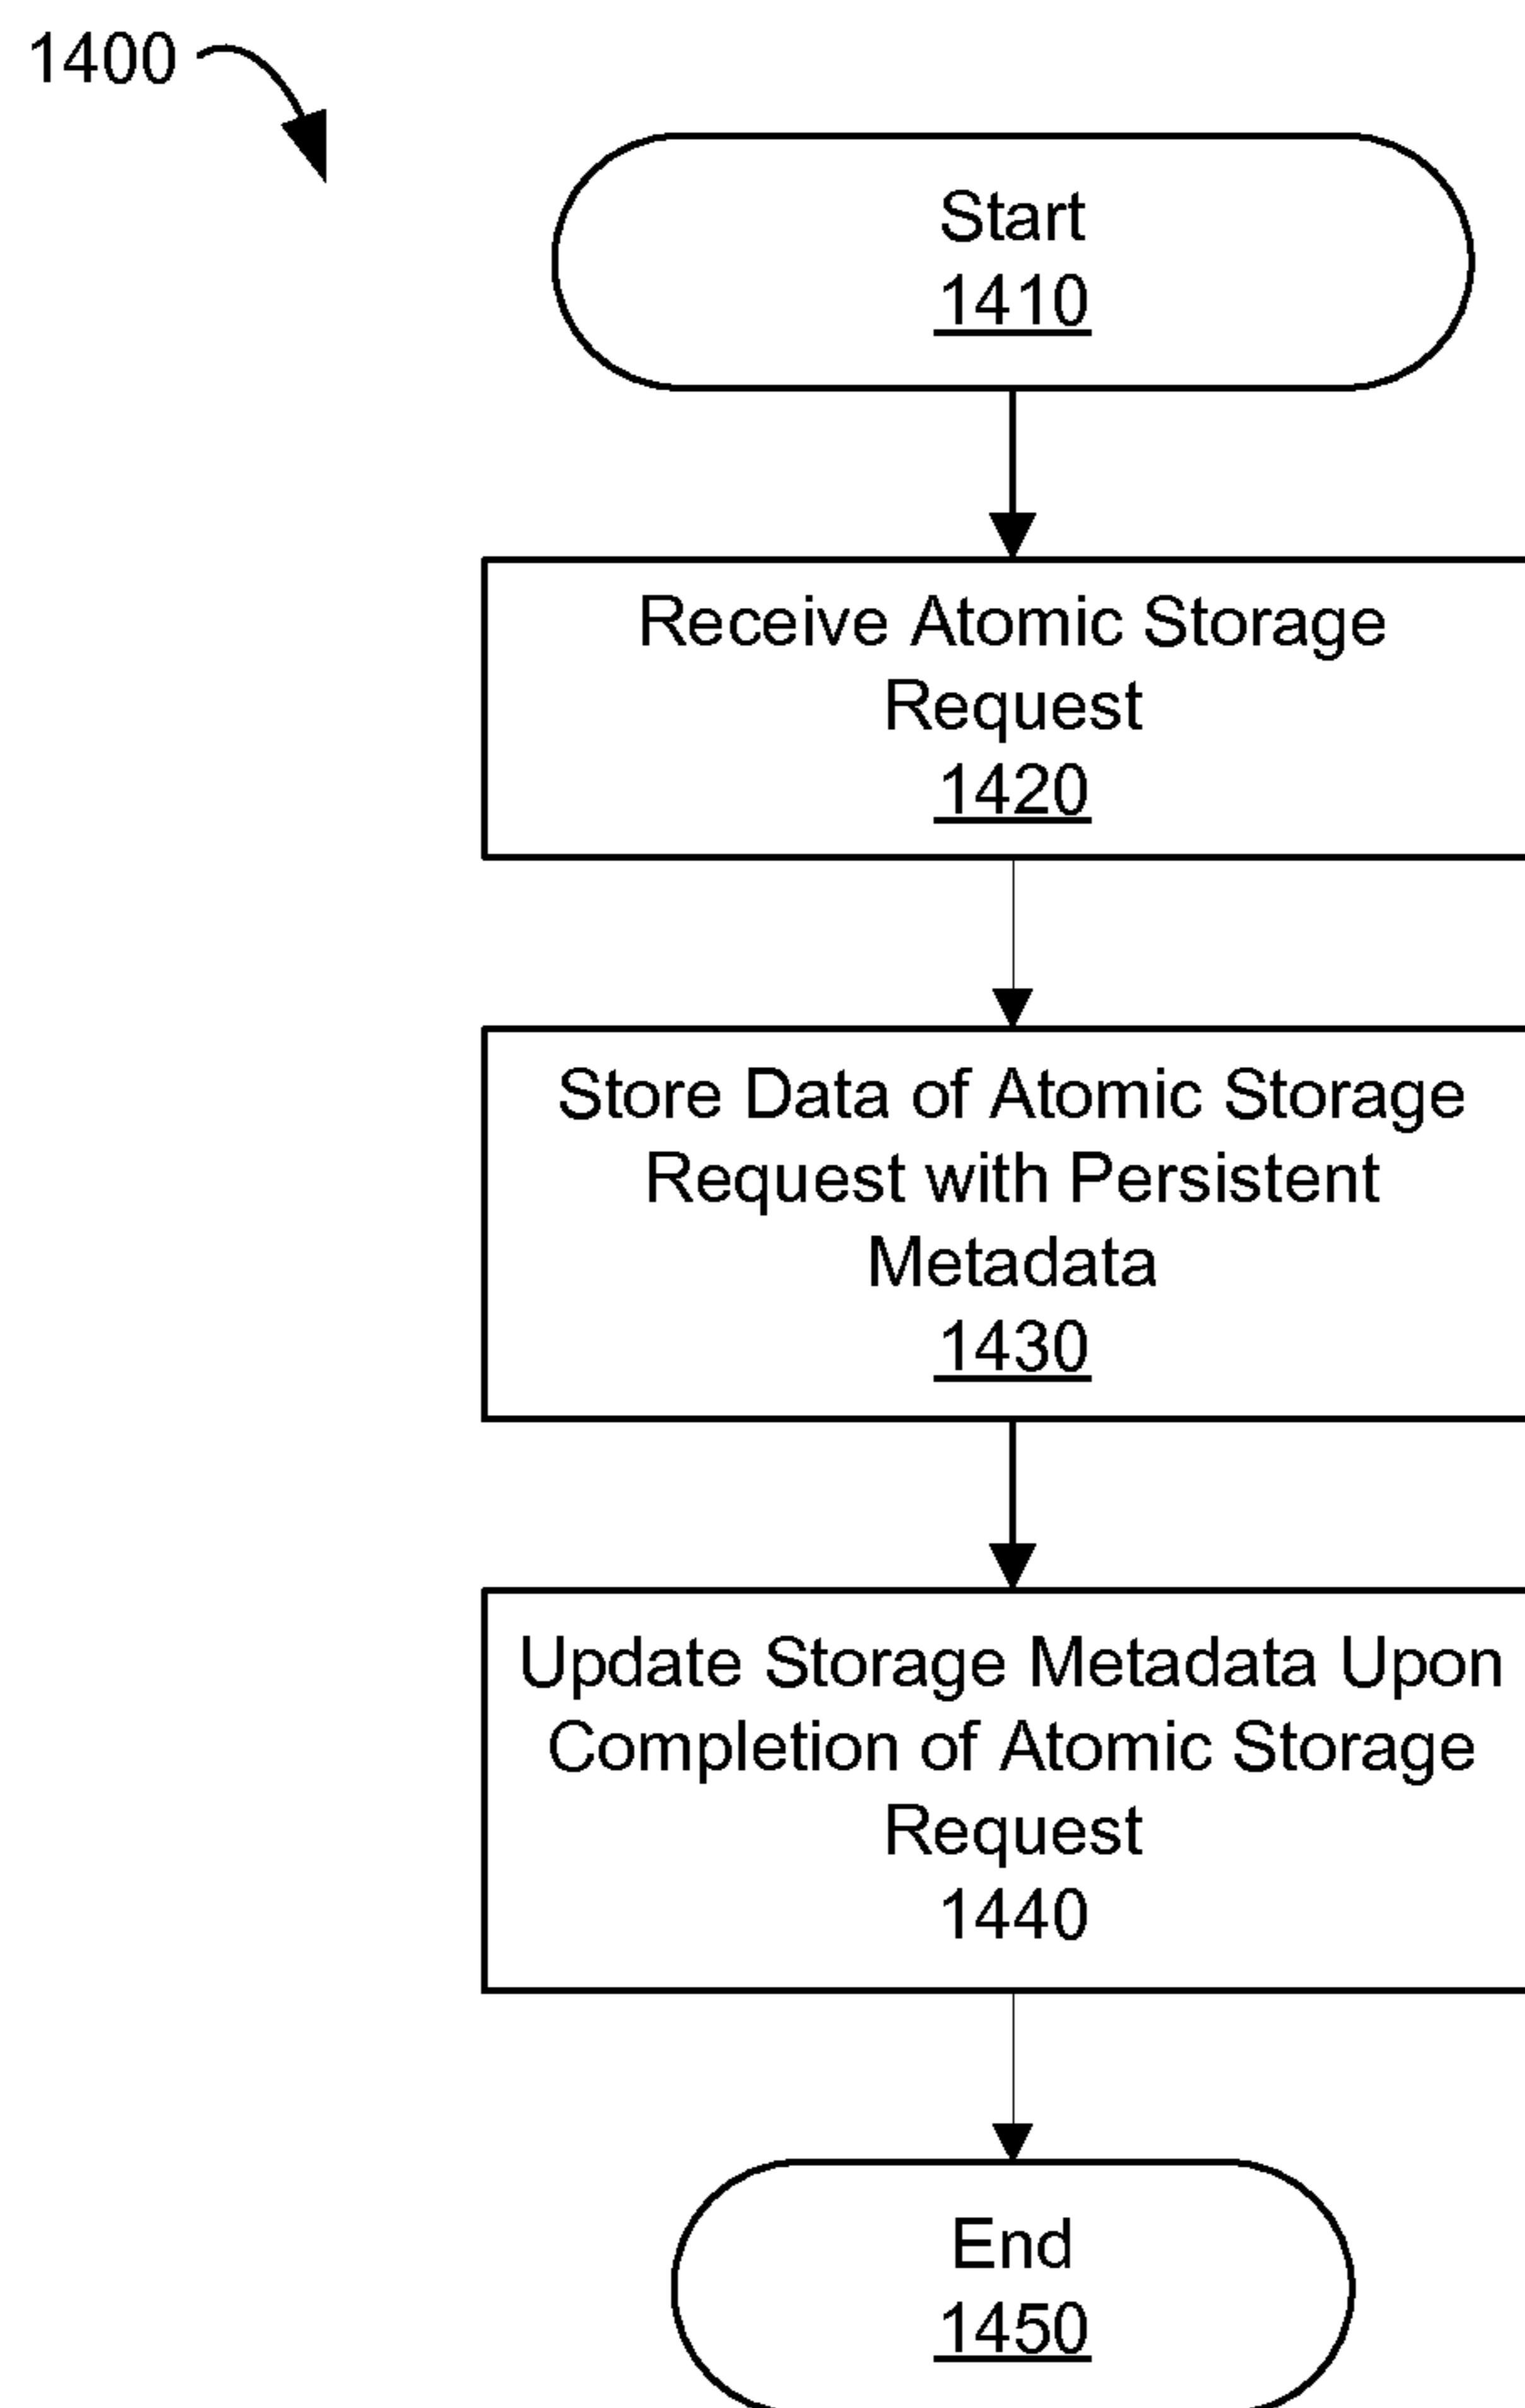 1400
Start
1410
Receive Atomic Storage
Request
1420
Store Data of Atomic Storage
Request with Persistent
Metadata
1430
Update Storage Metadata Upon
Completion of Atomic Storage
Request
1440
End
1450